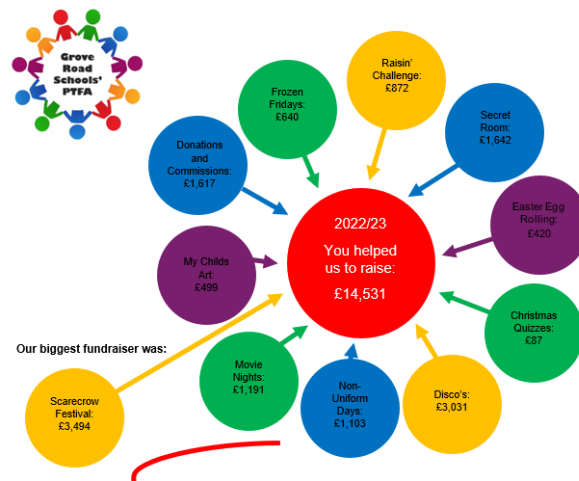 Grove
Road
Schools'
PTFA
Raisin'
Challenge:
£872
Frozen
Fridays:
£640
Secret
Room:
£1,642
Donations
and
Commissions:
£1,617
2022/23
You helped
us to raise:
£14,531
Easter Egg
Rolling:
£420
My Childs
Art:
£499
Christmas
Quizzes:
£87
Our biggest fundraiser was:
Scarecrow
Festival:
£3,494
Movie
Nights:
£1,191
Non-
Uniform
Days:
£1,103
Disco's:
£3,031